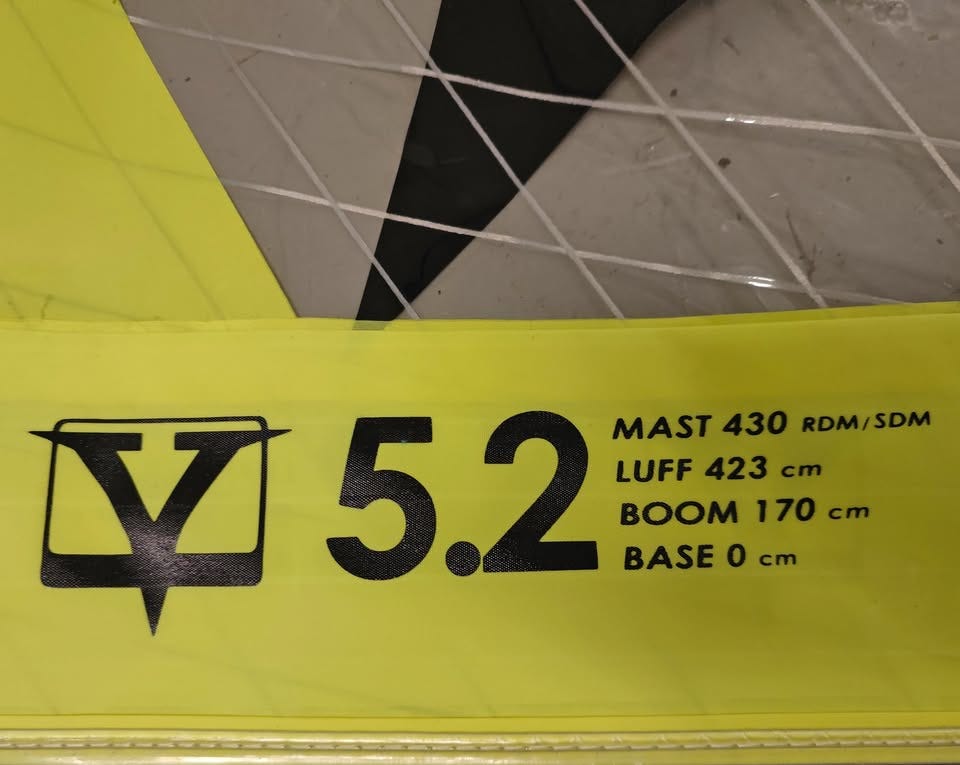 V
5.2
MAST 430 RDM/SDM
LUFF 423 cm
BOOM 170 cm
BASE 0 cm